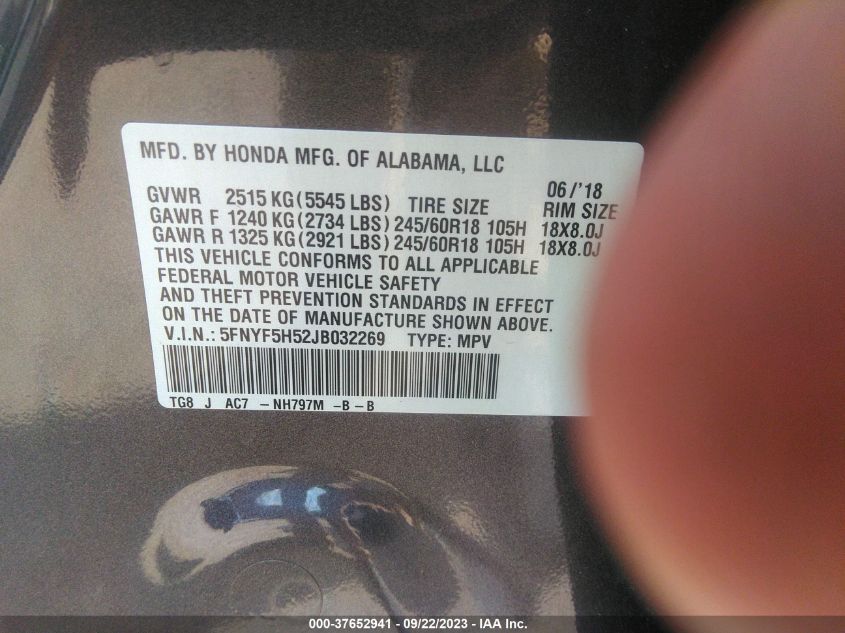 MFD. BY HONDA MFG. OF ALABAMA, LLC
06/'18
GVWR 2515 KG(5545 LBS) TIRE SIZE RIM SIZE
GAWR F 1240 KG(2734 LBS) 245/60R18 105H 18X8.0J
GAWR R 1325 KG(2921 LBS) 245/60R18 105H 18X8.0J
THIS VEHICLE CONFORMS TO ALL APPLICABLE
FEDERAL MOTOR VEHICLE SAFETY
AND THEFT PREVENTION STANDARDS IN EFFECT
ON THE DATE OF MANUFACTURE SHOWN ABOVE.
V.I.N.: 5FNYF5H52JB032269 TYPE: MPV
TG8 J AC7 -NH797M -B-B
000-37652941 - 09/22/2023 - IAA Inc.